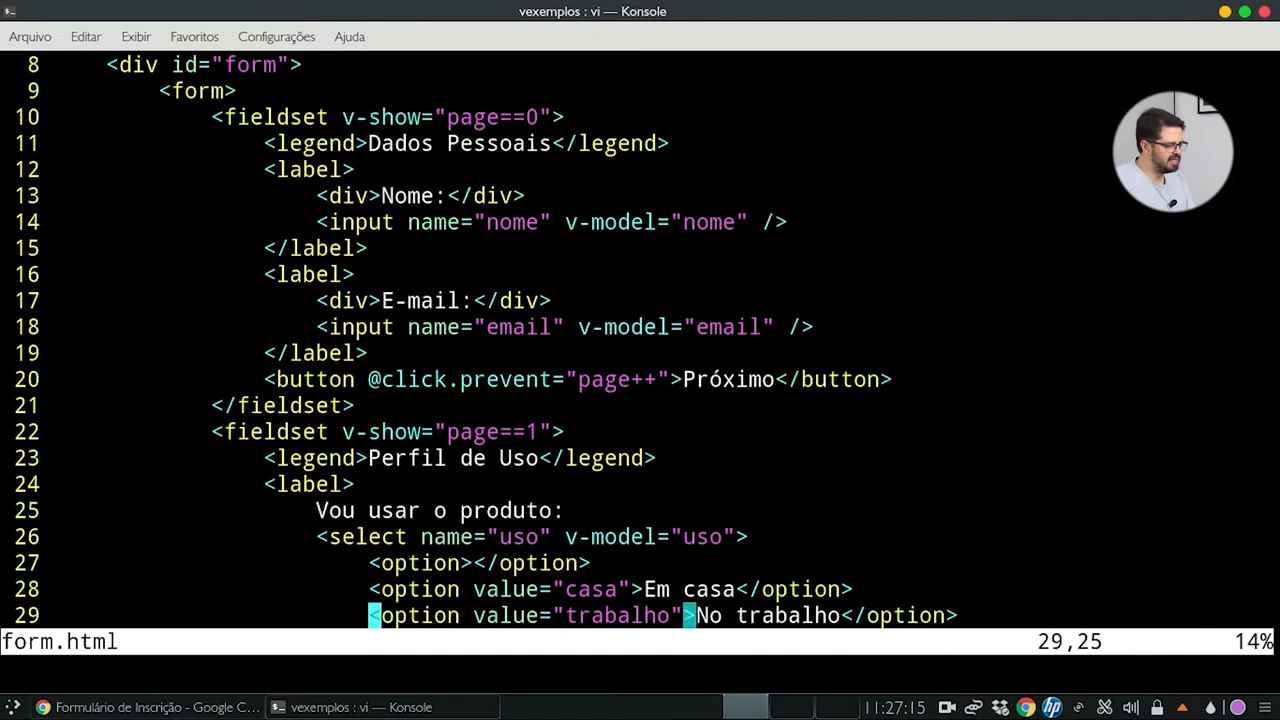 vexemplos : vi — Konsole
Arquivo Editar Exibir Favoritos Configurações Ajuda
8 <div id="form">
9 <form>
10 <fieldset v-show="page==0">
11 <legend>Dados Pessoais</legend>
12 <label>
13 <div>Nome:</div>
14 <input name="nome" v-model="nome" />
15 </label>
16 <label>
17 <div>E-mail:</div>
18 <input name="email" v-model="email" />
19 </label>
20 <button @click.prevent="page++">Próximo</button>
21 </fieldset>
22 <fieldset v-show="page==1">
23 <legend>Perfil de Uso</legend>
24 <label>
25 Vou usar o produto:
26 <select name="uso" v-model="uso">
27 <option></option>
28 <option value="casa">Em casa</option>
29 <option value="trabalho">No trabalho</option>
form.html 29,25 14%
Formulário de Inscrição - Google C... vexemplos : vi — Konsole 11:27:15 hp